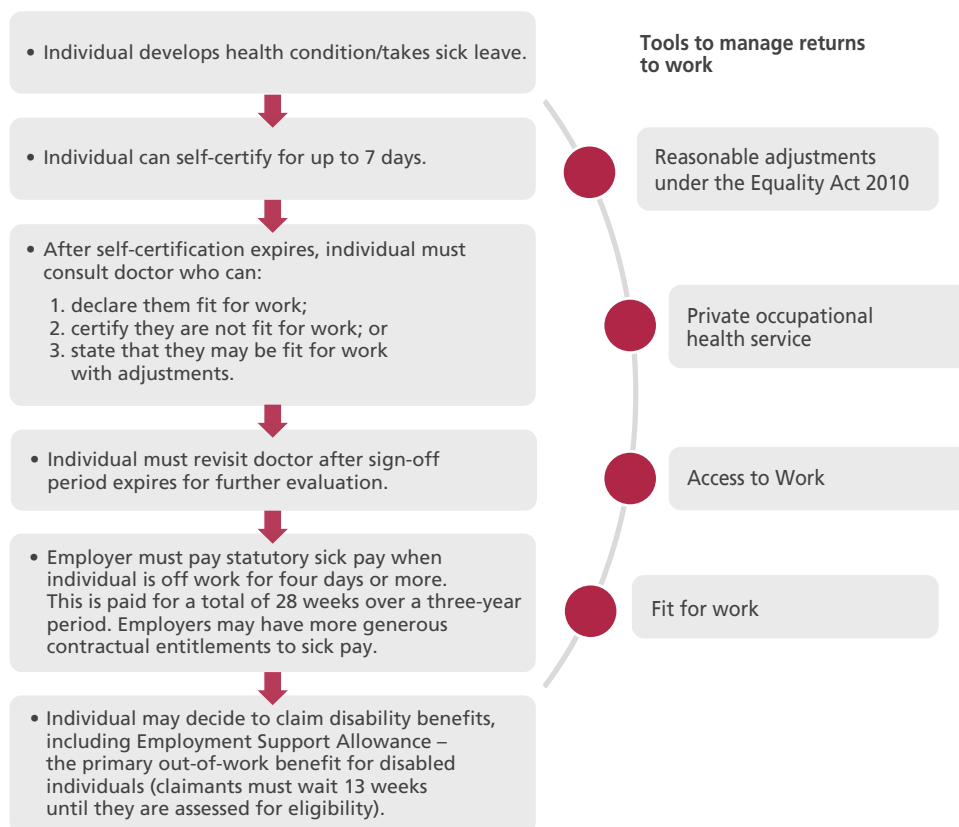 • Individual develops health condition/takes sick leave.
• Individual can self-certify for up to 7 days.
• After self-certification expires, individual must
consult doctor who can:
1. declare them fit for work;
2. certify they are not fit for work; or
3. state that they may be fit for work
with adjustments.
• Individual must revisit doctor after sign-off
period expires for further evaluation.
• Employer must pay statutory sick pay when
individual is off work for four days or more.
This is paid for a total of 28 weeks over a three-year
period. Employers may have more generous
contractual entitlements to sick pay.
• Individual may decide to claim disability benefits,
including Employment Support Allowance –
the primary out-of-work benefit for disabled
individuals (claimants must wait 13 weeks
until they are assessed for eligibility).
Tools to manage returns
to work
Reasonable adjustments
under the Equality Act 2010
Private occupational
health service
Access to Work
Fit for work